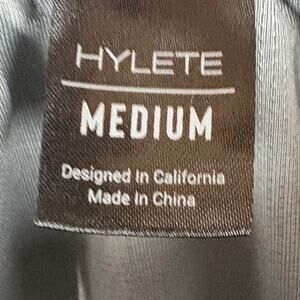 HYLETE
MEDIUM
Designed In California
Made In China